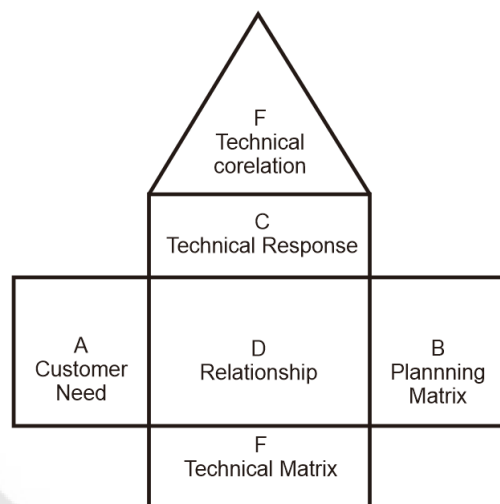 F
Technical
corelation
C
Technical Response
A
Customer
Need
D
Relationship
B
Plannning
Matrix
F
Technical Matrix